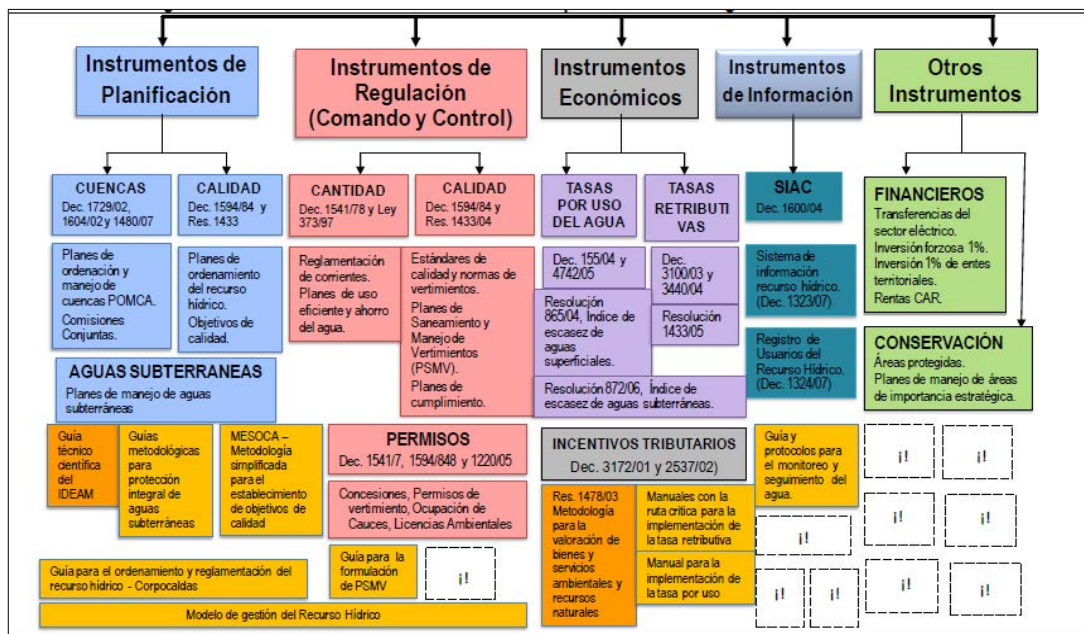 Instrumentos de
Planificación
Instrumentos de
Regulación
(Comando y Control)
Instrumentos
Económicos
Instrumentos
de Información
Otros
Instrumentos
CUENCAS
Dec. 1729/02,
1604/02 y 1480/07
CALIDAD
Dec. 1594/84 y
Res. 1433
CANTIDAD
Dec. 1541/78 y Ley
373/97
CALIDAD
Dec. 1594/84 y
Res. 1433/04
TASAS
POR USO
DEL AGUA
TASAS
RETRIBUTI
VAS
SIAC
Dec. 1600/04
FINANCIEROS
Transferencias del
sector eléctrico.
Inversión forzosa 1%.
Inversión 1% de entes
territoriales.
Rentas CAR.
Planes de
ordenación y
manejo de
cuencas POMCA.
Comisiones
Conjuntas.
Planes de
ordenamiento
del recurso
hídrico.
Objetivos de
calidad.
Reglamentación
de corrientes.
Planes de uso
eficiente y ahorro
del agua.
Estándares de
calidad y normas de
vertimientos.
Planes de
Saneamiento y
Manejo de
Vertimientos
(PSMV).
Planes de
cumplimiento.
Dec. 155/04 y
4742/05
Dec.
3100/03 y
3440/04
Resolución
865/04, Índice de
escasez de
aguas
superficiales.
Resolución
1433/05
Resolución 872/06, Índice de
escasez de aguas subterráneas.
Sistema de
información
recurso hídrico.
(Dec. 1323/07)
Registro de
Usuarios del
Recurso Hídrico.
(Dec. 1324/07)
CONSERVACIÓN
Áreas protegidas.
Planes de manejo de áreas
de importancia estratégica.
AGUAS SUBTERRANEAS
Planes de manejo de aguas
subterráneas
Guía
técnico
científica
del
IDEAM
Guías
metodológicas
para
protección
integral de
aguas
subterráneas
MESOCA –
Metodología
simplificada
para el
establecimiento
de objetivos de
calidad
PERMISOS
Dec. 1541/7, 1594/848 y 1220/05
Concesiones, Permisos de
vertimiento, Ocupación de
Cauces, Licencias Ambientales
INCENTIVOS TRIBUTARIOS
Dec. 3172/01 y 2537/02)
Res. 1478/03
Metodología
para la
valoración de
bienes y
servicios
ambientales y
recursos
naturales
Manuales con la
ruta critica para la
implementación de
la tasa retributiva
Manual para la
implementación de
la tasa por uso
Guía y
protocolos para
el monitoreo y
seguimiento del
agua.
¡!
¡!
¡!
¡!
¡!
¡!
¡!
¡!
¡!
Guía para el ordenamiento y reglamentación del
recurso hídrico - Corpocaldas
Guía para la
formulación
de PSMV
¡!
Modelo de gestión del Recurso Hídrico